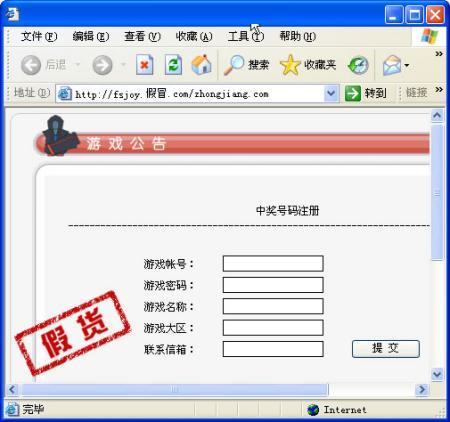 文件(F) 编辑(E) 查看(V) 收藏(A) 工具(T) 帮助(H)
后退 搜索 收藏夹
地址(D) http://fsjoy.假冒.com/zhongjiang.com 转到 链接
游戏公告
中奖号码注册
游戏帐号：
游戏密码：
游戏名称：
游戏大区：
联系信箱： 提交
假货
完毕 Internet